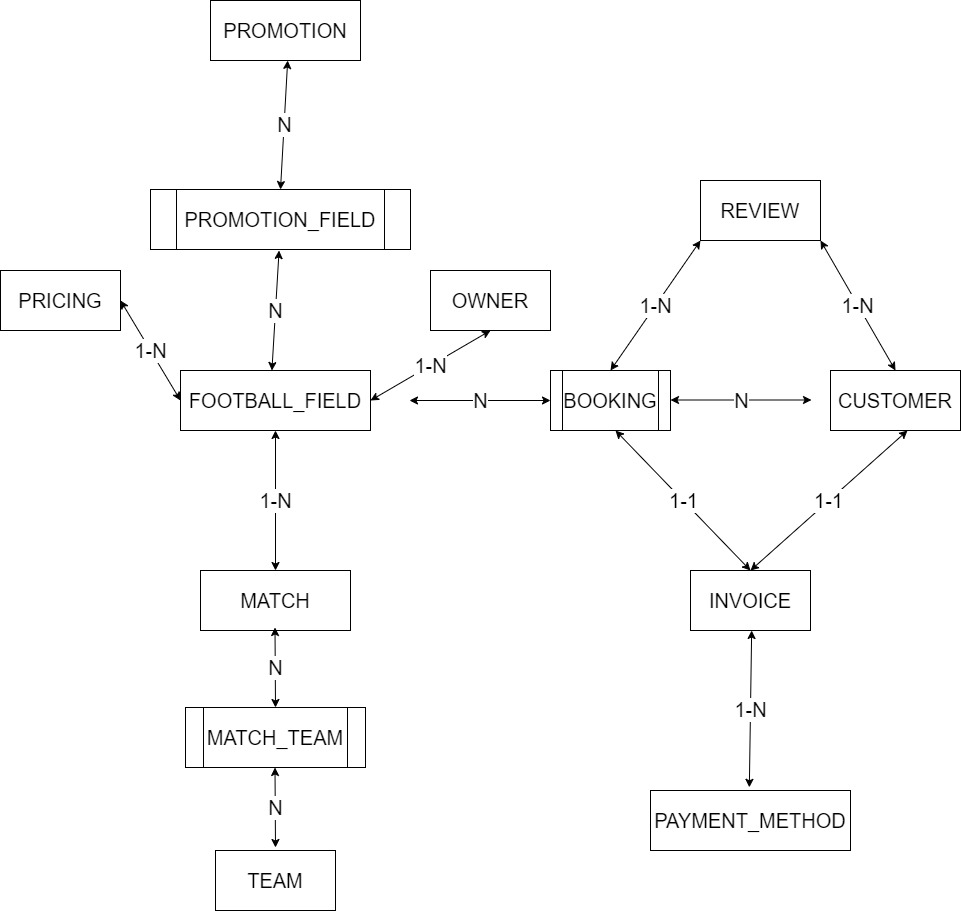 PROMOTION
N
PROMOTION_FIELD
REVIEW
PRICING
N
OWNER
1-N
1-N
1-N
1-N
FOOTBALL_FIELD
N
BOOKING
N
CUSTOMER
1-N
1-1
1-1
MATCH
INVOICE
N
1-N
MATCH_TEAM
N
PAYMENT_METHOD
TEAM